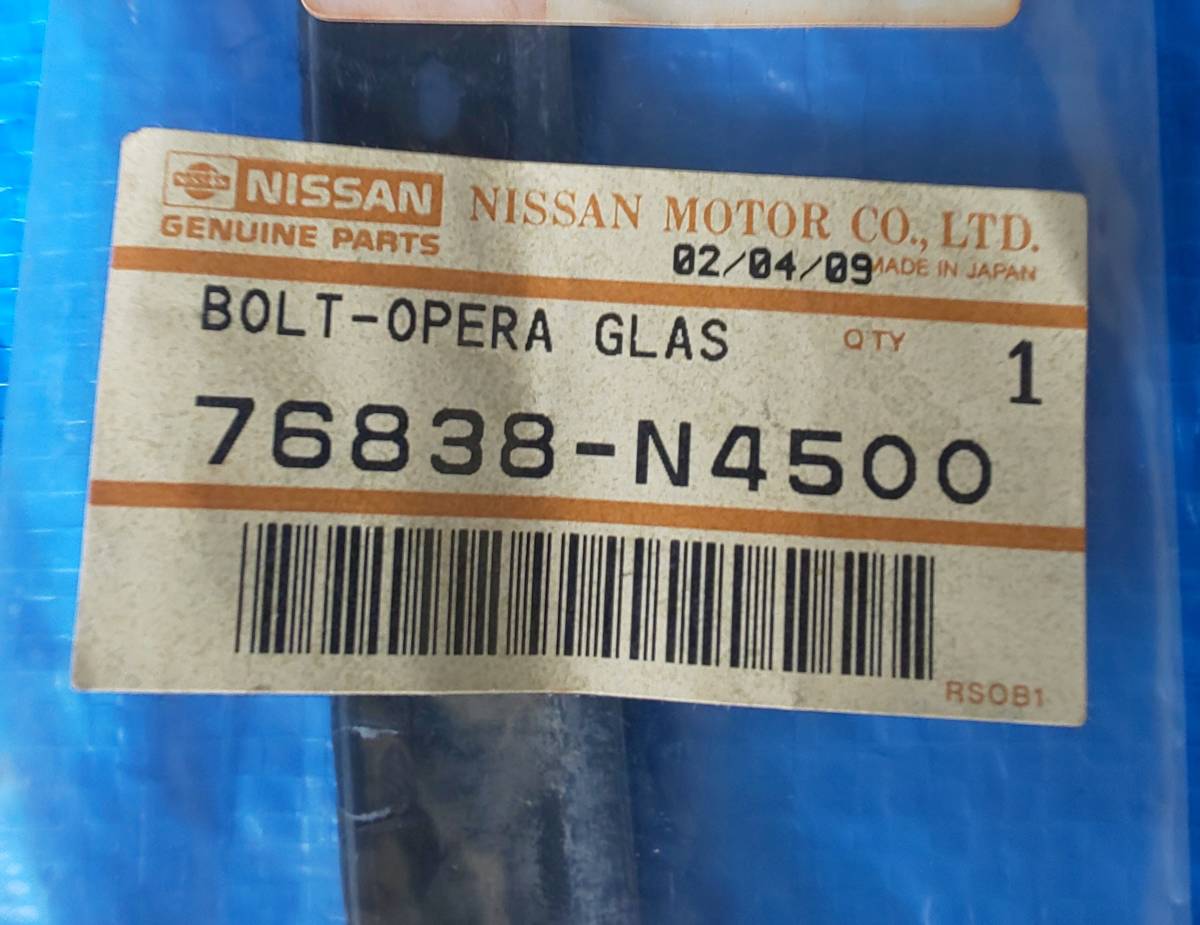 NISSAN
GENUINE PARTS
NISSAN MOTOR CO., LTD.
02/04/09 MADE IN JAPAN
BOLT-OPERA GLAS
QTY 1
76838-N4500
RSOB1